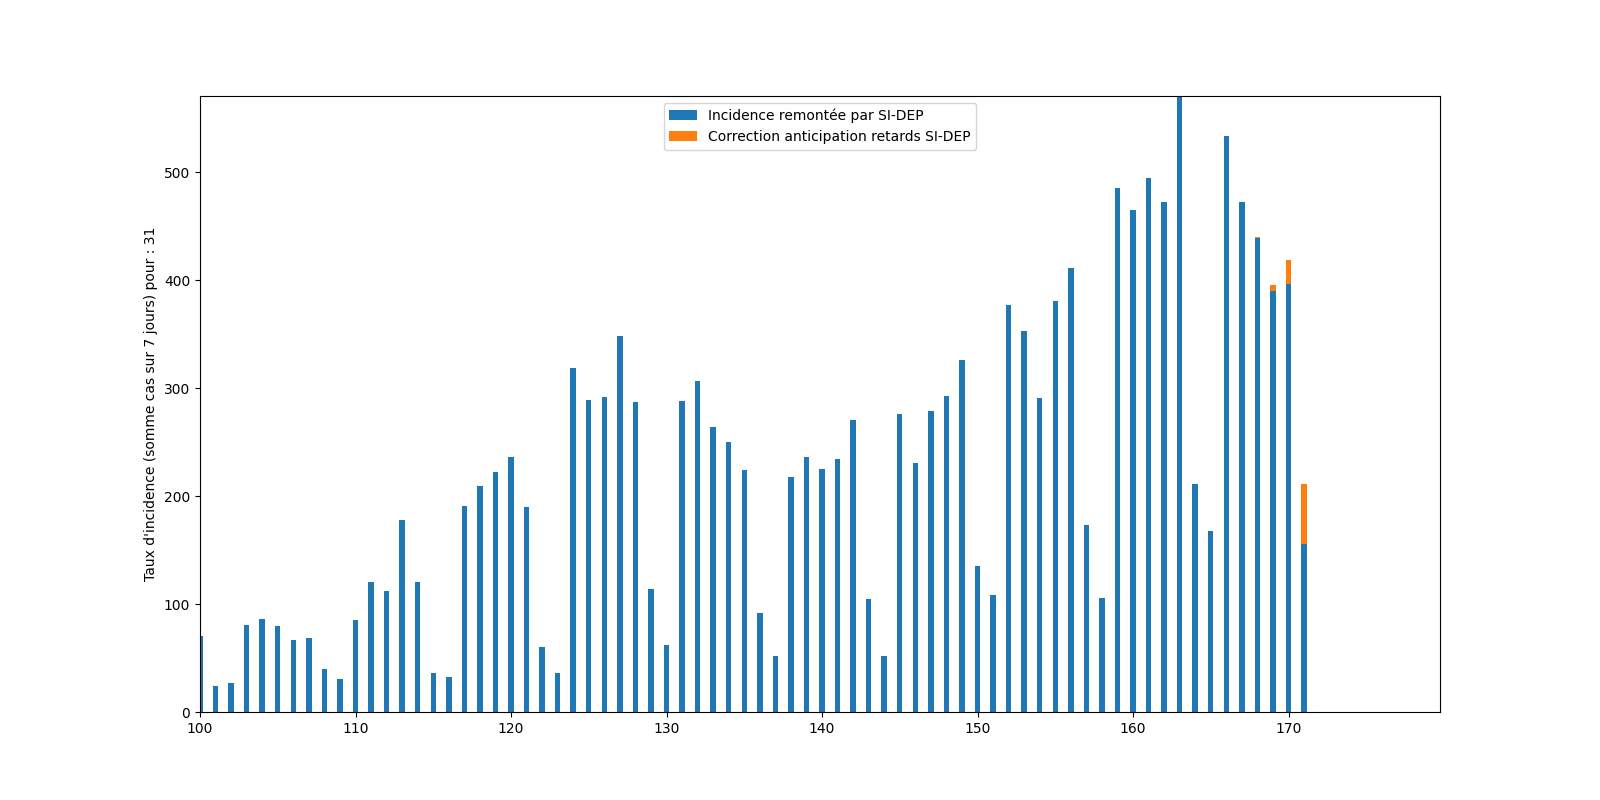 Incidence remontée par SI-DEP
Correction anticipation retards SI-DEP
Taux d'incidence (somme cas sur 7 jours) pour : 31
500
400
300
200
100
0
100 110 120 130 140 150 160 170